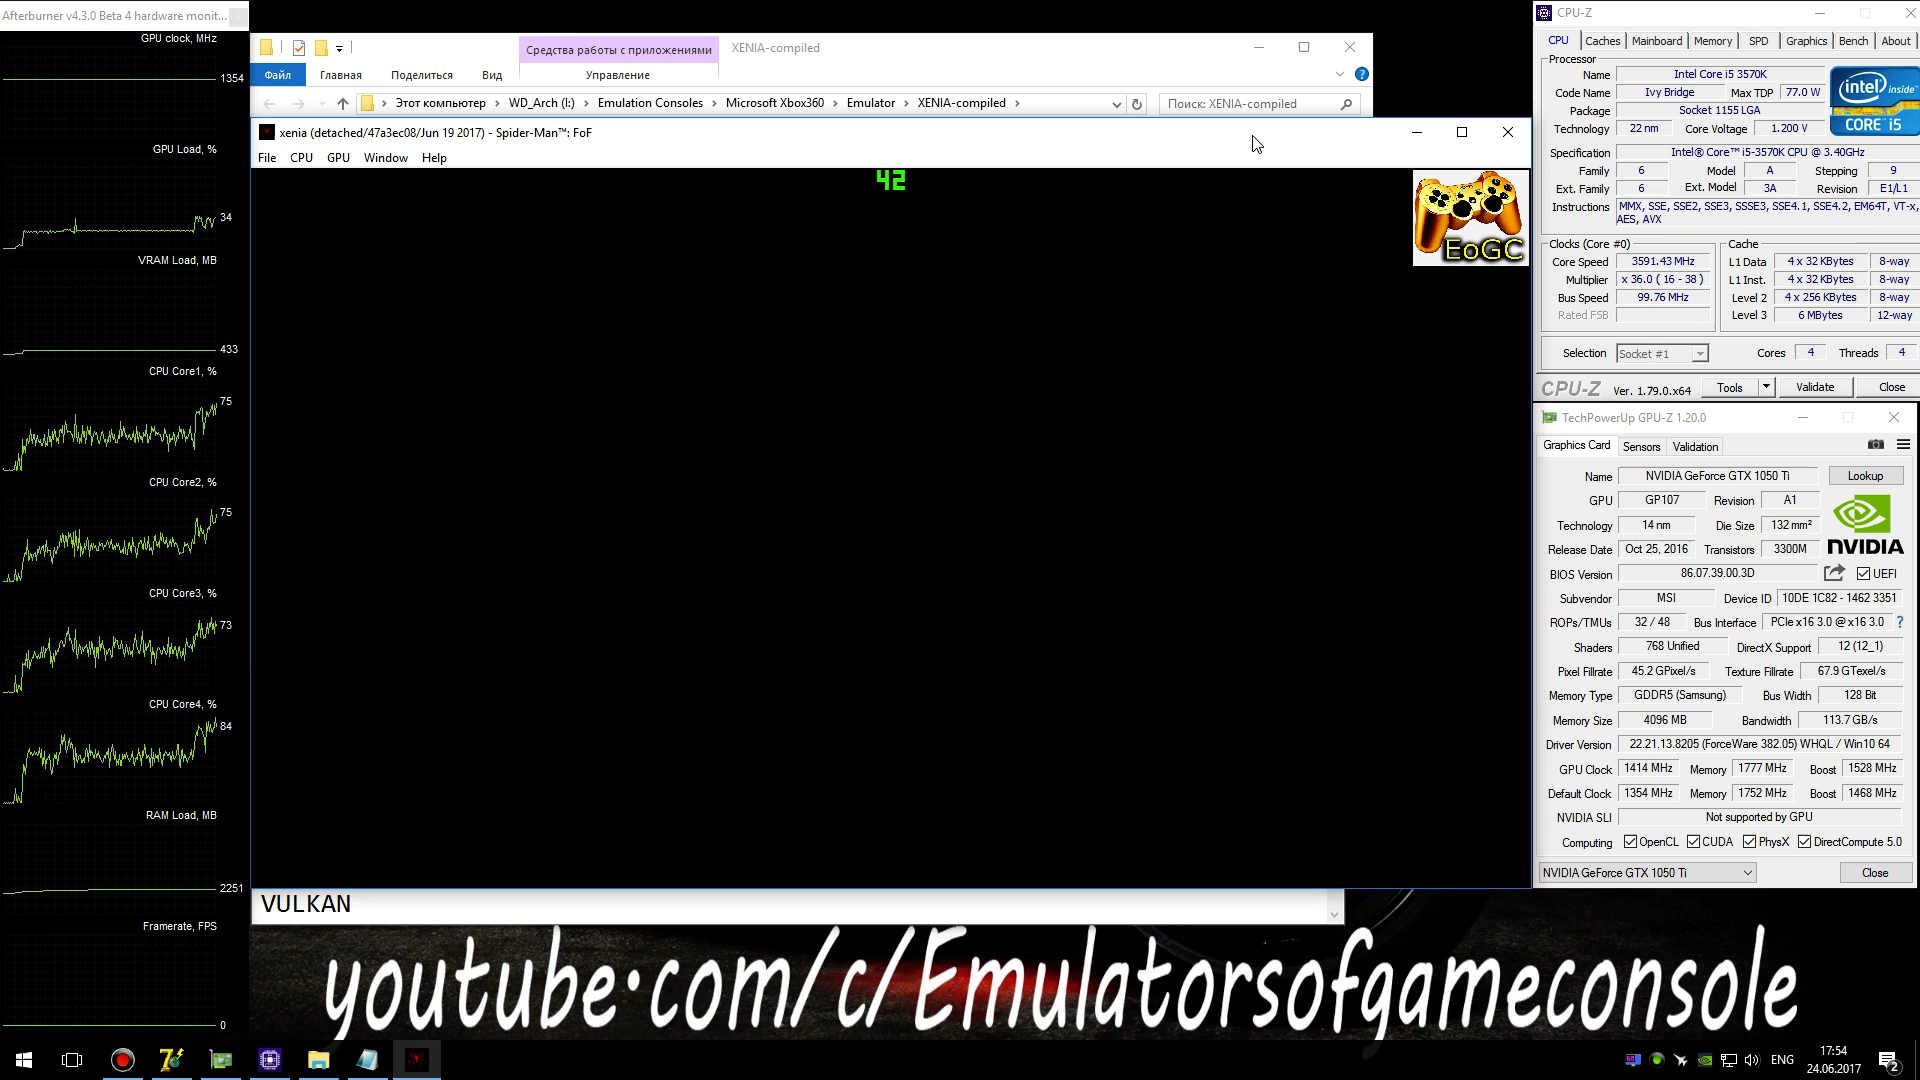 Afterburner v4.3.0 Beta 4 hardware monit...
GPU clock, MHz
1354
GPU Load, %
34
VRAM Load, MB
433
CPU Core1, %
75
CPU Core2, %
75
CPU Core3, %
73
CPU Core4, %
84
RAM Load, MB
2251
Framerate, FPS
0
Средства работы с приложениями
XENIA-compiled
Файл
Главная
Поделиться
Вид
Управление
Этот компьютер
WD_Arch (I:)
Emulation Consoles
Microsoft Xbox360
Emulator
XENIA-compiled
Поиск: XENIA-compiled
xenia (detached/47a3ec08/Jun 19 2017) - Spider-Man™: FoF
File CPU GPU Window Help
42
EoGC
VULKAN
youtube.com/c/Emulatorsofgameconsole
CPU-Z
CPU Caches Mainboard Memory SPD Graphics Bench About
Processor
Name Intel Core i5 3570K
Code Name Ivy Bridge Max TDP 77.0 W
Package Socket 1155 LGA
Technology 22 nm Core Voltage 1.200 V
intel inside™
CORE i5
Specification Intel® Core™ i5-3570K CPU @ 3.40GHz
Family 6 Model A Stepping 9
Ext. Family 6 Ext. Model 3A Revision E1/L1
Instructions MMX, SSE, SSE2, SSE3, SSSE3, SSE4.1, SSE4.2, EM64T, VT-x,
AES, AVX
Clocks (Core #0)
Core Speed 3591.43 MHz
Multiplier x 36.0 ( 16 - 38 )
Bus Speed 99.76 MHz
Rated FSB
Cache
L1 Data 4 x 32 KBytes 8-way
L1 Inst. 4 x 32 KBytes 8-way
Level 2 4 x 256 KBytes 8-way
Level 3 6 MBytes 12-way
Selection Socket #1 Cores 4 Threads 4
CPU-Z Ver. 1.79.0.x64 Tools Validate Close
TechPowerUp GPU-Z 1.20.0
Graphics Card Sensors Validation
Name NVIDIA GeForce GTX 1050 Ti Lookup
GPU GP107 Revision A1
Technology 14 nm Die Size 132 mm²
Release Date Oct 25, 2016 Transistors 3300M
NVIDIA
BIOS Version 86.07.39.00.3D UEFI
Subvendor MSI Device ID 10DE 1C82 - 1462 3351
ROPs/TMUs 32 / 48 Bus Interface PCIe x16 3.0 @ x16 3.0 ?
Shaders 768 Unified DirectX Support 12 (12_1)
Pixel Fillrate 45.2 GPixel/s Texture Fillrate 67.9 GTexel/s
Memory Type GDDR5 (Samsung) Bus Width 128 Bit
Memory Size 4096 MB Bandwidth 113.7 GB/s
Driver Version 22.21.13.8205 (ForceWare 382.05) WHQL / Win10 64
GPU Clock 1414 MHz Memory 1777 MHz Boost 1528 MHz
Default Clock 1354 MHz Memory 1752 MHz Boost 1468 MHz
NVIDIA SLI Not supported by GPU
Computing OpenCL CUDA PhysX DirectCompute 5.0
NVIDIA GeForce GTX 1050 Ti Close
ENG
17:54
24.06.2017
2